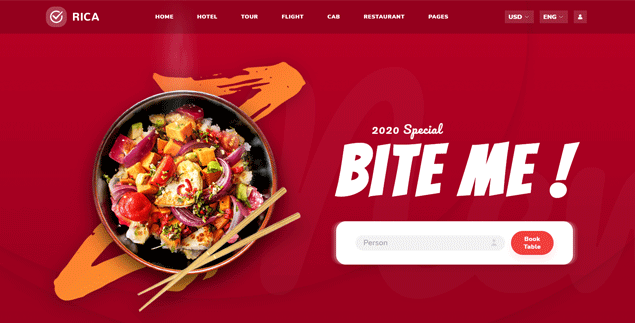 RICA
HOME HOTEL TOUR FLIGHT CAB RESTAURANT PAGES
USD ENG
2020 Special
BITE ME !
Person
Book
Table